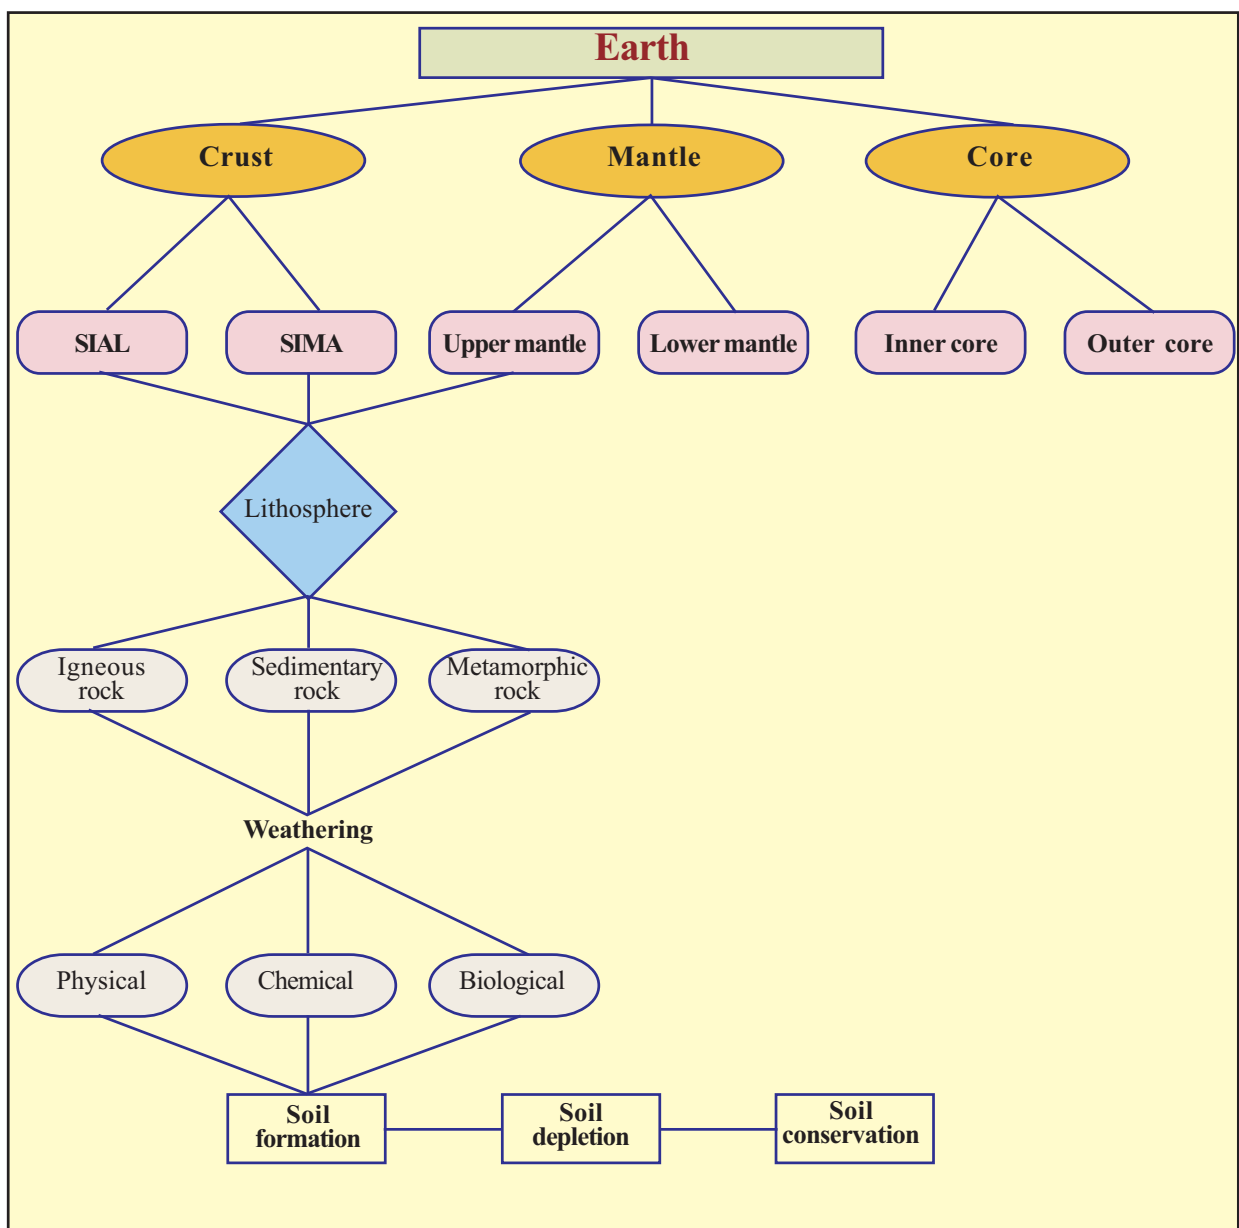 Earth
Crust
Mantle
Core
SIAL
SIMA
Upper mantle
Lower mantle
Inner core
Outer core
Lithosphere
Igneous
rock
Sedimentary
rock
Metamorphic
rock
Weathering
Physical
Chemical
Biological
Soil
formation
Soil
depletion
Soil
conservation